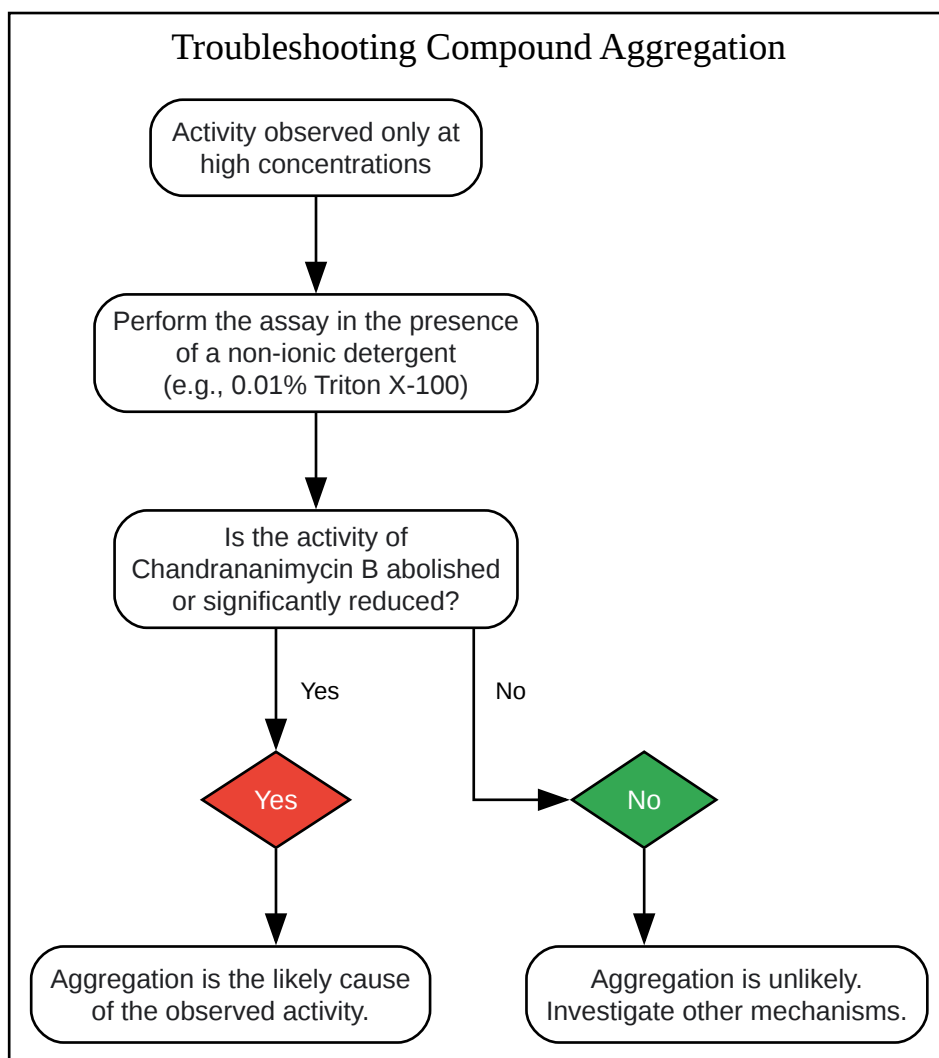 Troubleshooting Compound Aggregation
Activity observed only at
high concentrations
Perform the assay in the presence
of a non-ionic detergent
(e.g., 0.01% Triton X-100)
Is the activity of
Chandrananimycin B abolished
or significantly reduced?
Yes
No
Yes
No
Aggregation is the likely cause
of the observed activity.
Aggregation is unlikely.
Investigate other mechanisms.